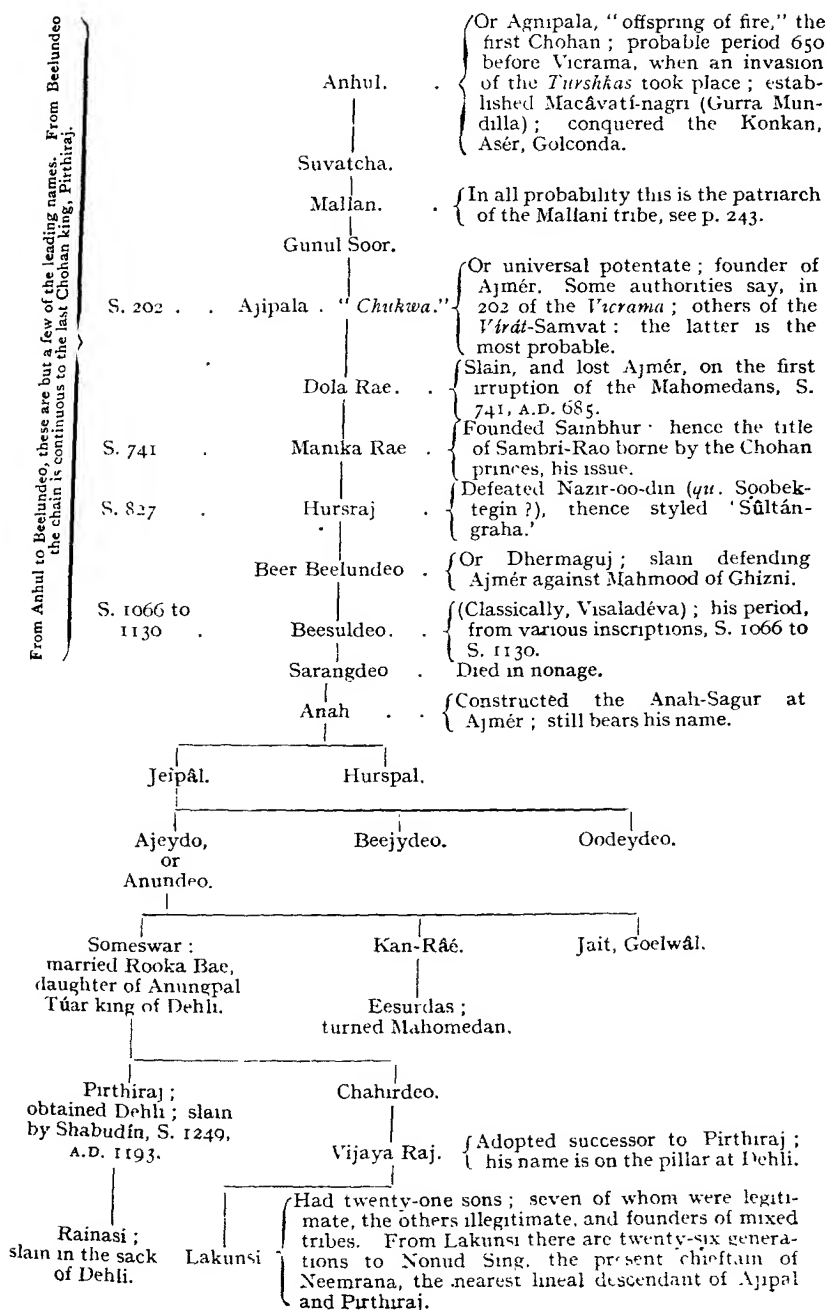 From Anhul to Beelundeo, these are but a few of the leading names. From Beelundeo
the chain is continuous to the last Chohan king, Pirthiraj.
Anhul. .
Or Agnipala, “offspring of fire,” the
first Chohan ; probable period 650
before Vicrama, when an invasion
of the Turshkas took place ; estab-
lished Macâvatí-nagri (Gurra Mun-
dilla) ; conquered the Konkan,
Asér, Golconda.
Suvatcha.
Mallan. .
In all probability this is the patriarch
of the Mallani tribe, see p. 243.
Gunul Soor.
S. 202 . . Ajipala . “Chukwa.”
Or universal potentate ; founder of
Ajmér. Some authorities say, in
202 of the Vicrama ; others of the
Virát-Samvat : the latter is the
most probable.
Dola Rae. .
Slain, and lost Ajmér, on the first
irruption of the Mahomedans, S.
741, A.D. 685.
S. 741 . Manika Rae .
Founded Sambhur · hence the title
of Sambri-Rao borne by the Chohan
princes, his issue.
S. 827 . Hursraj .
Defeated Nazir-oo-din (qu. Soobek-
tegin ?), thence styled ‘Sûltán-
graha.’
Beer Beelundeo .
Or Dhermaguj ; slain defending
Ajmér against Mahmood of Ghizni.
S. 1066 to
1130 . Beesuldeo. .
(Classically, Visaladéva) ; his period,
from various inscriptions, S. 1066 to
S. 1130.
Sarangdeo . Died in nonage.
Anah . .
Constructed the Anah-Sagur at
Ajmér ; still bears his name.
Jeipâl. Hurspal.
Ajeydo, Beejydeo. Oodeydeo.
or
Anundeo.
Someswar : Kan-Râé. Jait, Goelwâl.
married Rooka Bae,
daughter of Anungpal
Túar king of Dehli.
Eesurdas ;
turned Mahomedan.
Pirthiraj ; Chahirdeo.
obtained Dehli ; slain
by Shabudín, S. 1249,
A.D. 1193.
Vijaya Raj.
Adopted successor to Pirthiraj ;
his name is on the pillar at Dehli.
Rainasi ;
slain in the sack
of Dehli.
Lakunsi
Had twenty-one sons ; seven of whom were legiti-
mate, the others illegitimate, and founders of mixed
tribes. From Lakunsi there are twenty-six genera-
tions to Nonud Sing, the present chieftain of
Neemrana, the nearest lineal descendant of Ajipal
and Pirthiraj.